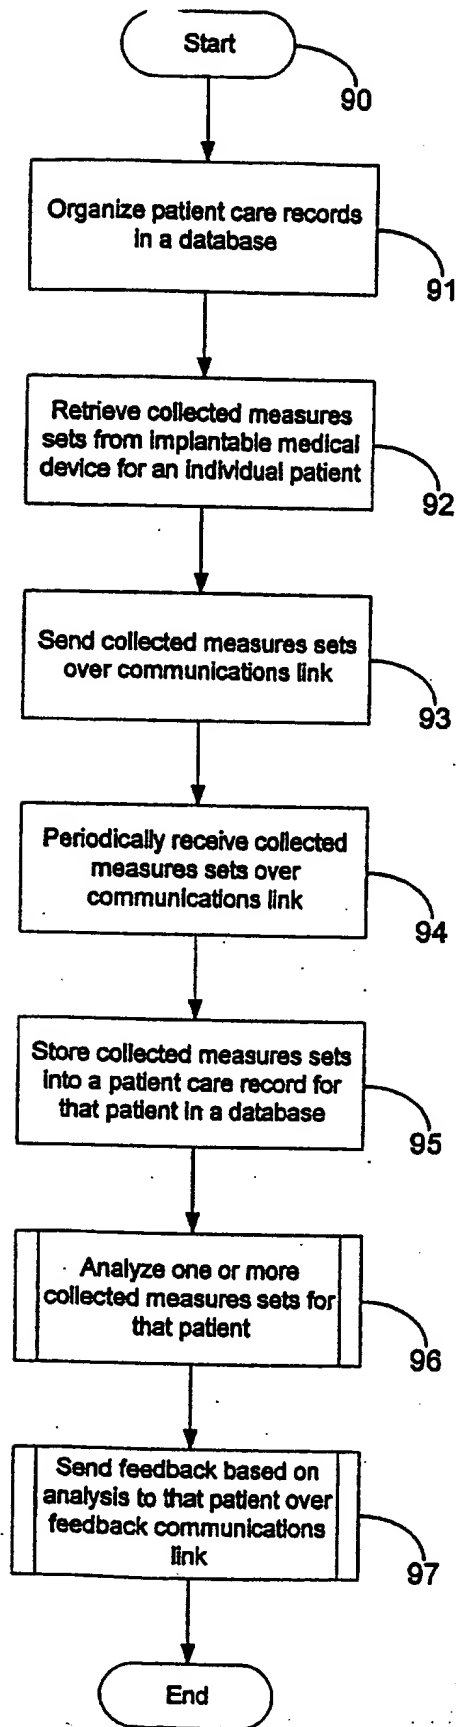 Start
90
Organize patient care records
in a database
91
Retrieve collected measures
sets from implantable medical
device for an individual patient
92
Send collected measures sets
over communications link
93
Periodically receive collected
measures sets over
communications link
94
Store collected measures sets
into a patient care record for
that patient in a database
95
Analyze one or more
collected measures sets for
that patient
96
Send feedback based on
analysis to that patient over
feedback communications
link
97
End